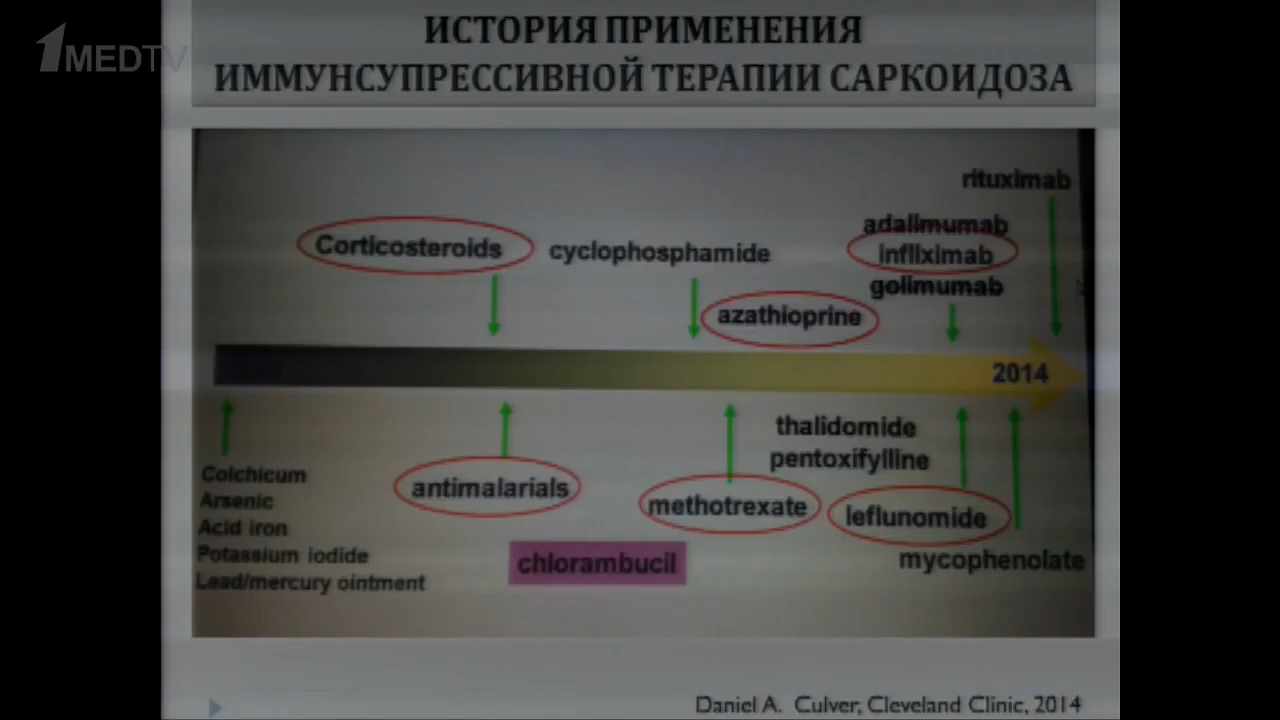 1MEDTV
ИСТОРИЯ ПРИМЕНЕНИЯ
ИММУНСУПРЕССИВНОЙ ТЕРАПИИ САРКОИДОЗА
rituximab
adalimumab
infliximab
golimumab
Corticosteroids
cyclophosphamide
azathioprine
2014
Colchicum
Arsenic
Acid iron
Potassium iodide
Lead/mercury ointment
antimalarials
chlorambucil
methotrexate
thalidomide
pentoxifylline
leflunomide
mycophenolate
Daniel A. Culver, Cleveland Clinic, 2014